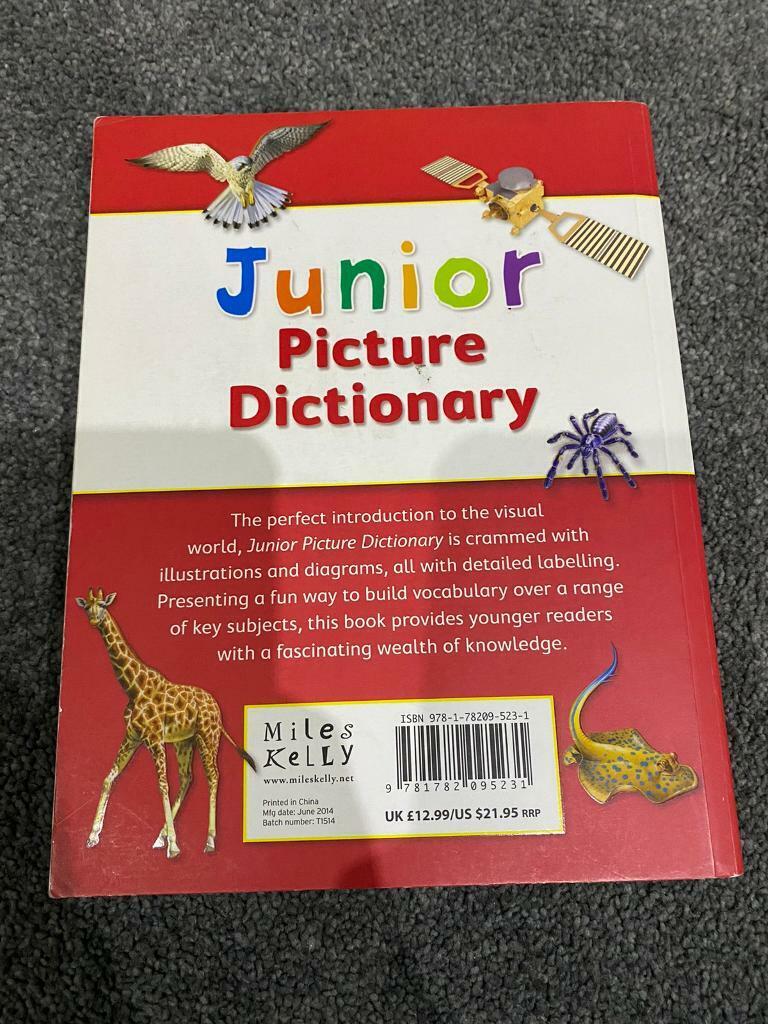 Junior
Picture
Dictionary
The perfect introduction to the visual
world, Junior Picture Dictionary is crammed with
illustrations and diagrams, all with detailed labelling.
Presenting a fun way to build vocabulary over a range
of key subjects, this book provides younger readers
with a fascinating wealth of knowledge.
Miles
Kelly
www.mileskelly.net
Printed in China
Mfg date: June 2014
Batch number: T1514
ISBN 978-1-78209-523-1
9 781782 095231
UK £12.99/US $21.95 RRP